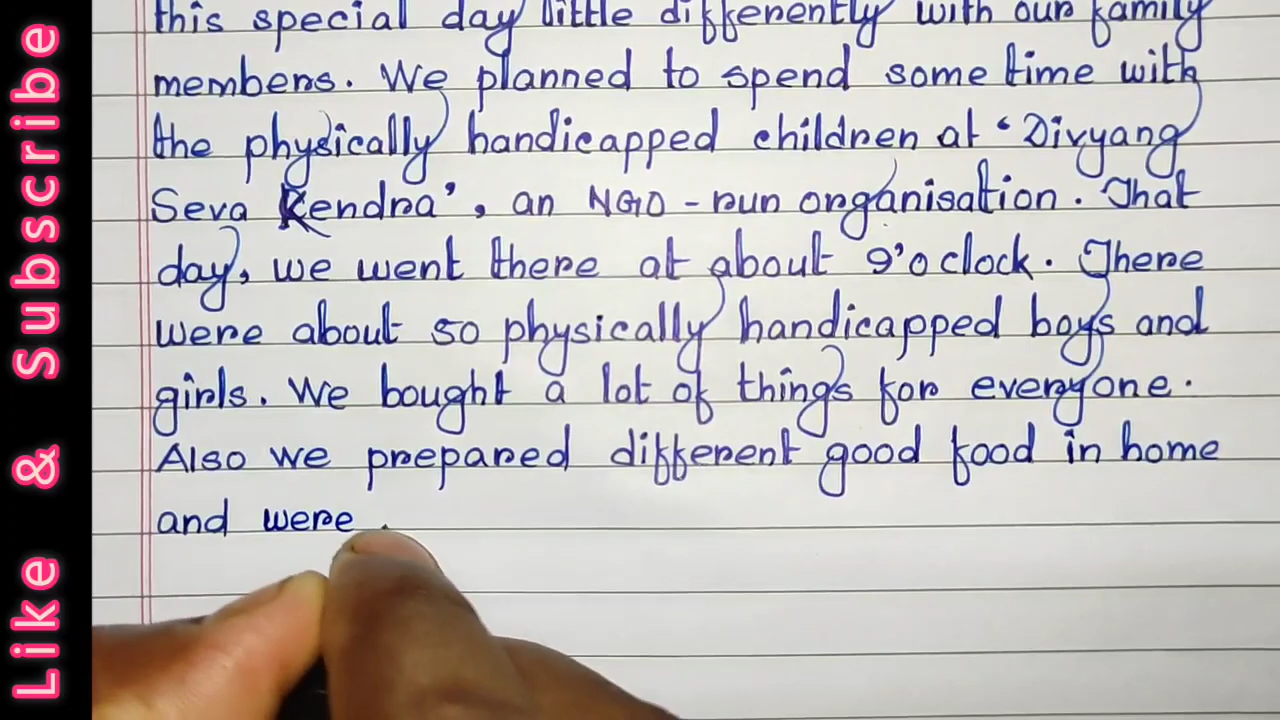 this special day little differently with our family
members. We planned to spend some time with
the physically handicapped children at ‘Divyang
Seva Kendra’, an NGO-run organisation. That
day, we went there at about 9’o clock. There
were about 50 physically handicapped boys and
girls. We bought a lot of things for everyone.
Also we prepared different good food in home
and were
Like & Subscribe